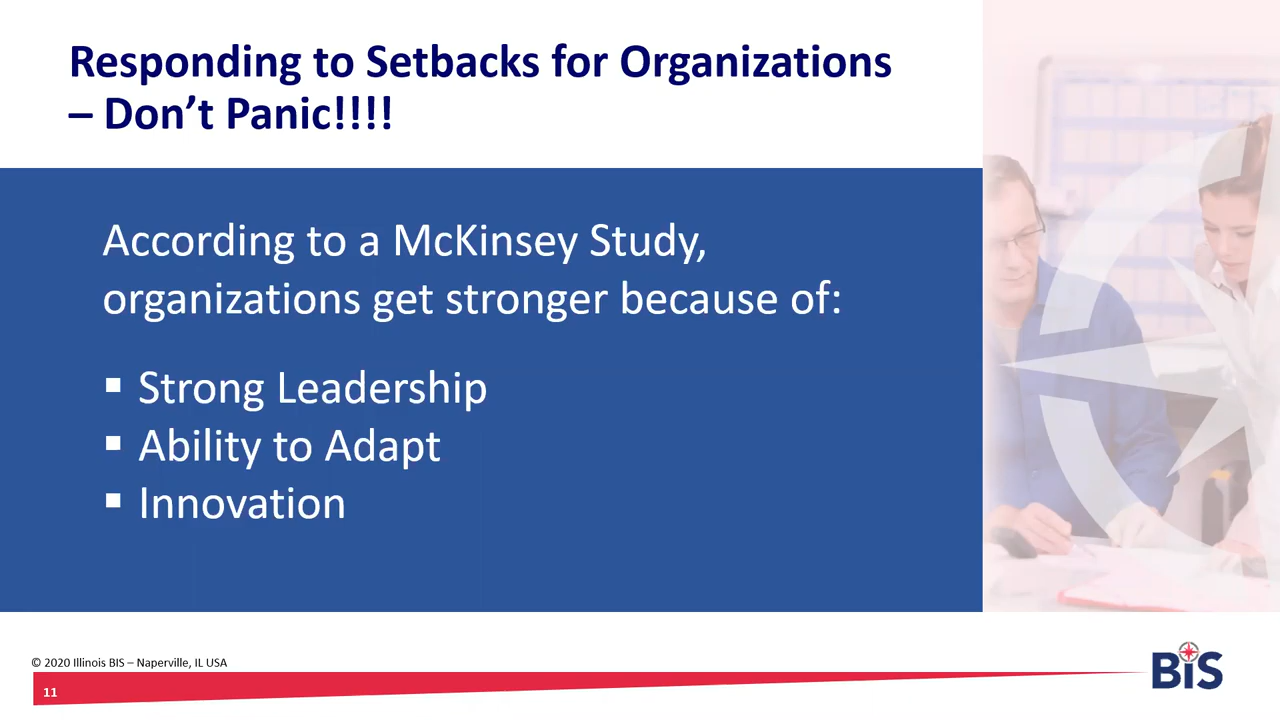 Responding to Setbacks for Organizations
– Don’t Panic!!!!
According to a McKinsey Study,
organizations get stronger because of:
▪ Strong Leadership
▪ Ability to Adapt
▪ Innovation
© 2020 Illinois BIS – Naperville, IL USA
11
BiS